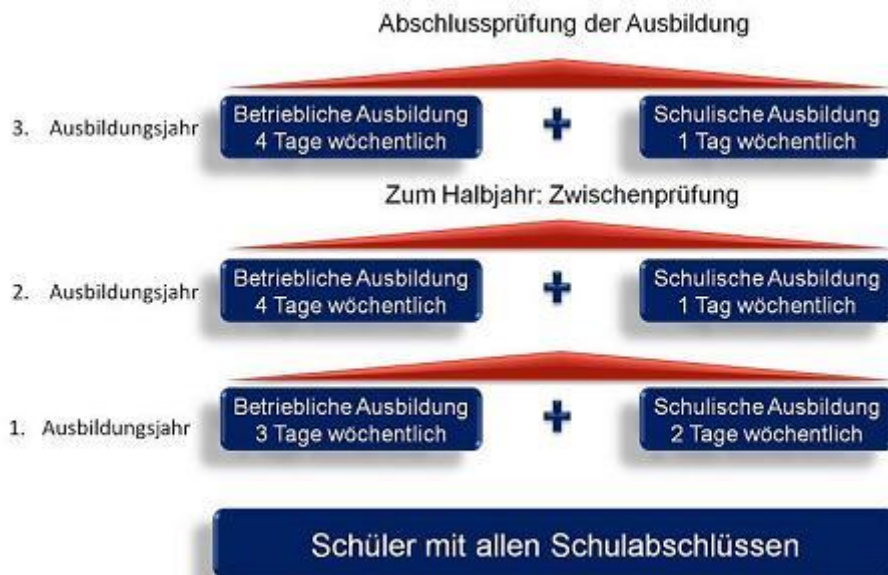 Abschlussprüfung der Ausbildung
3. Ausbildungsjahr
Betriebliche Ausbildung
4 Tage wöchentlich
+
Schulische Ausbildung
1 Tag wöchentlich
Zum Halbjahr: Zwischenprüfung
2. Ausbildungsjahr
Betriebliche Ausbildung
4 Tage wöchentlich
+
Schulische Ausbildung
1 Tag wöchentlich
1. Ausbildungsjahr
Betriebliche Ausbildung
3 Tage wöchentlich
+
Schulische Ausbildung
2 Tage wöchentlich
Schüler mit allen Schulabschlüssen